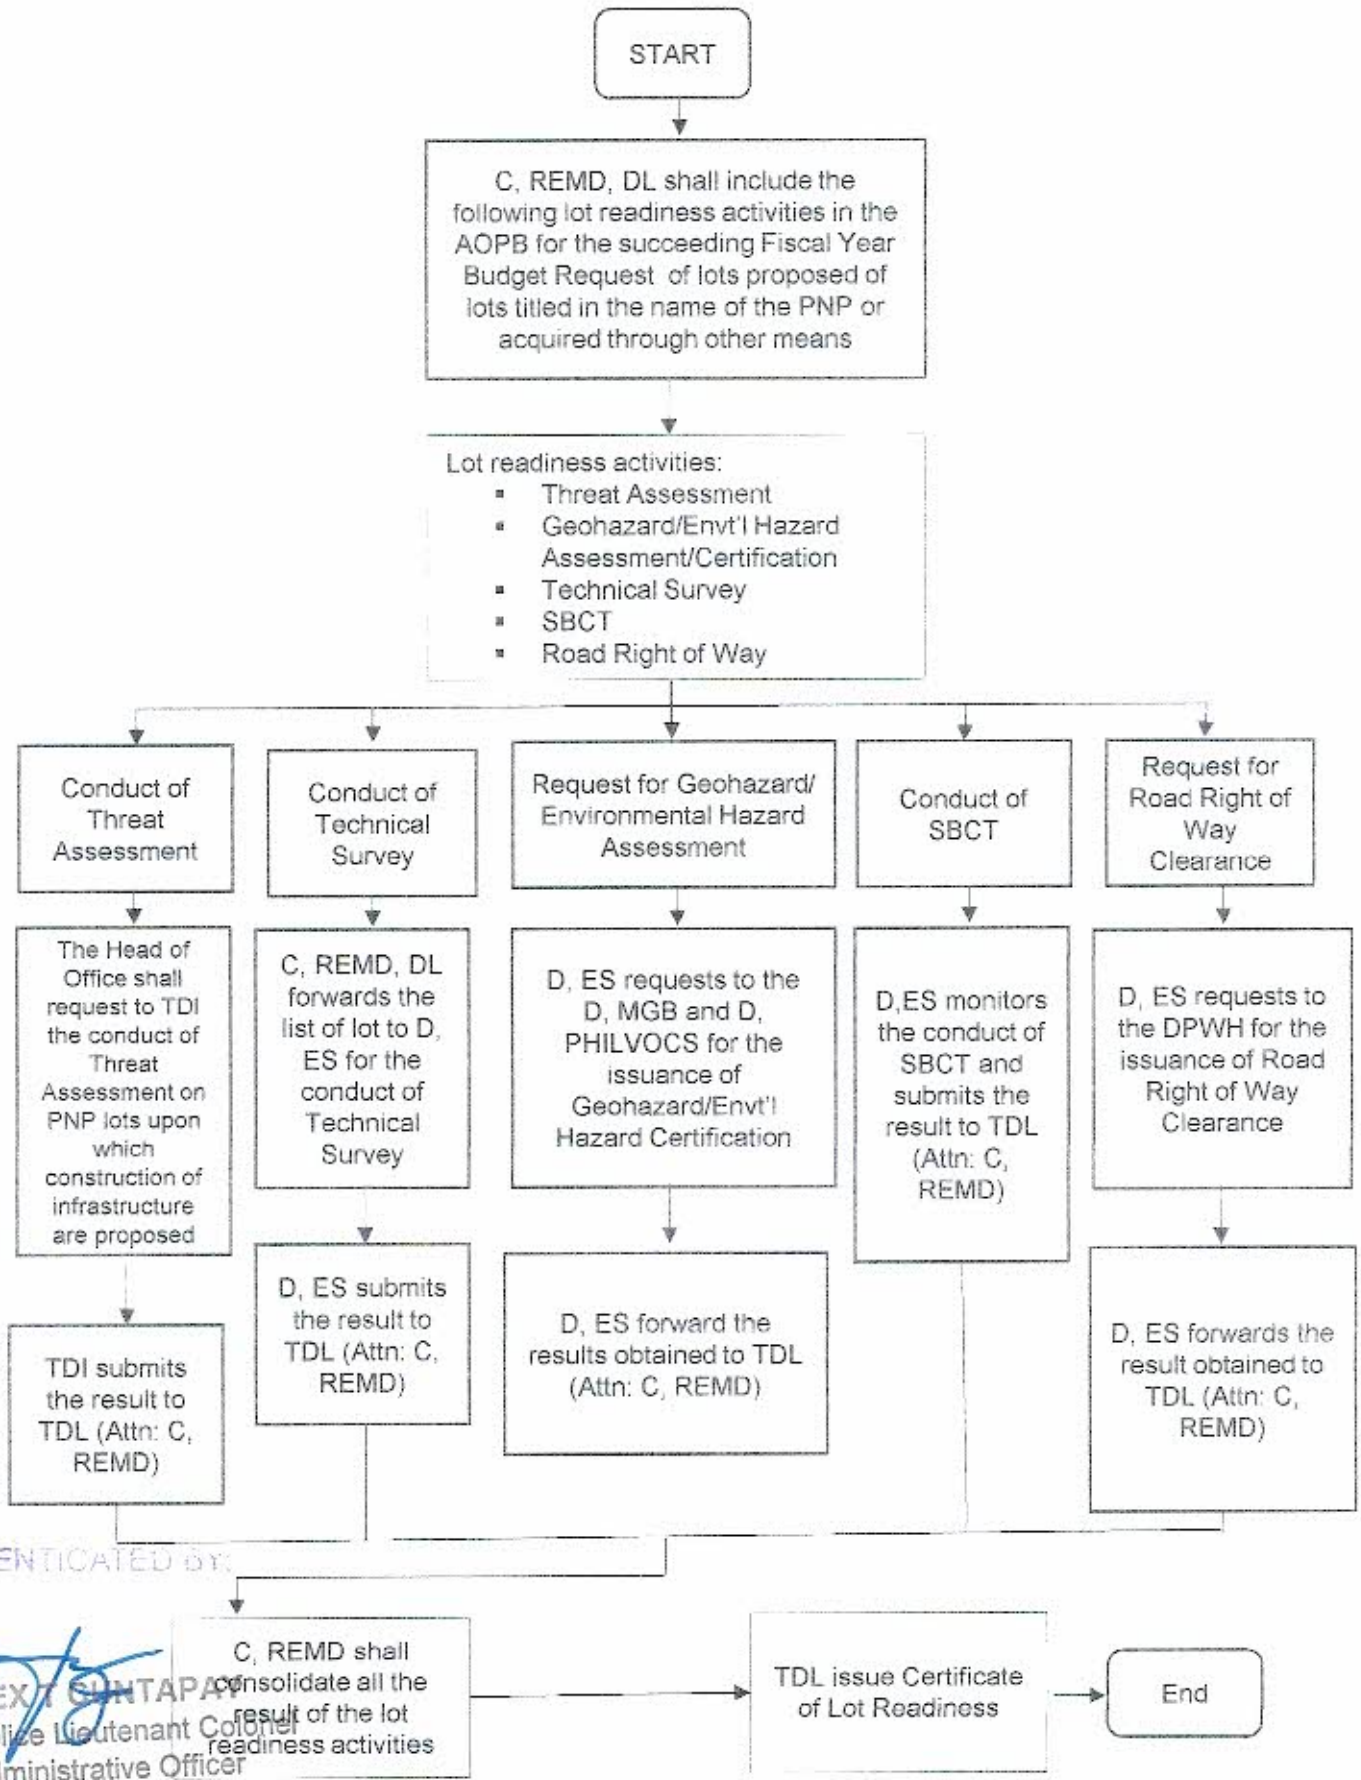 START
C, REMD, DL shall include the
following lot readiness activities in the
AOPB for the succeeding Fiscal Year
Budget Request of lots proposed of
lots titled in the name of the PNP or
acquired through other means
Lot readiness activities:
▪ Threat Assessment
▪ Geohazard/Envt'l Hazard
Assessment/Certification
▪ Technical Survey
▪ SBCT
▪ Road Right of Way
Conduct of
Threat
Assessment
Conduct of
Technical
Survey
Request for Geohazard/
Environmental Hazard
Assessment
Conduct of
SBCT
Request for
Road Right of
Way
Clearance
The Head of
Office shall
request to TDI
the conduct of
Threat
Assessment on
PNP lots upon
which
construction of
infrastructure
are proposed
C, REMD, DL
forwards the
list of lot to D,
ES for the
conduct of
Technical
Survey
D, ES requests to the
D, MGB and D,
PHILVOCS for the
issuance of
Geohazard/Envt'l
Hazard Certification
D,ES monitors
the conduct of
SBCT and
submits the
result to TDL
(Attn: C,
REMD)
D, ES requests to
the DPWH for the
issuance of Road
Right of Way
Clearance
TDI submits
the result to
TDL (Attn: C,
REMD)
D, ES submits
the result to
TDL (Attn: C,
REMD)
D, ES forward the
results obtained to TDL
(Attn: C, REMD)
D, ES forwards the
result obtained to
TDL (Attn: C,
REMD)
ENTICATED BY:
C, REMD shall
consolidate all the
result of the lot
readiness activities
TDL issue Certificate
of Lot Readiness
End
lice Lieutenant Colonel
ministrative Officer